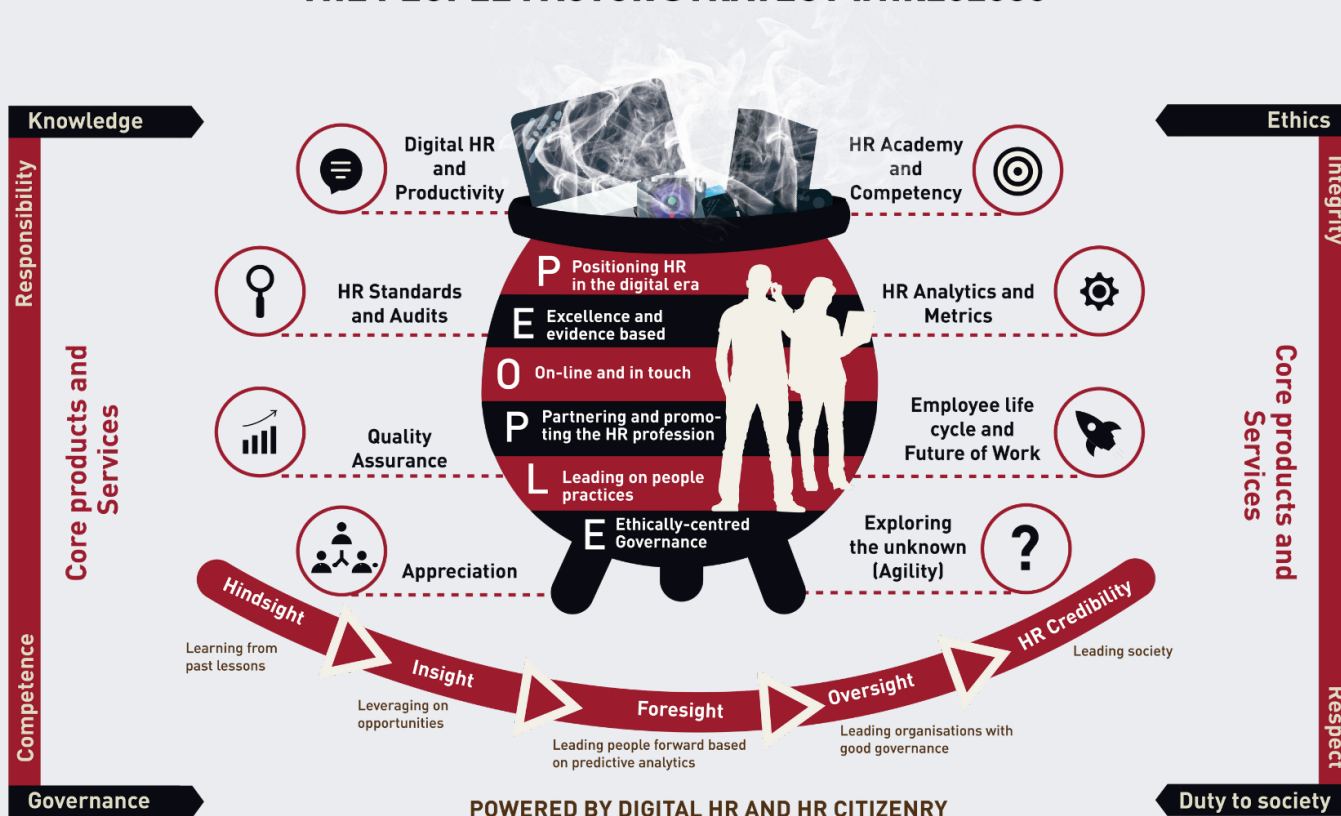 THE PEOPLE FACTOR STRATEGY
Knowledge
Ethics
Responsibility
Integrity
Digital HR
and
Productivity
HR Academy
and
Competency
HR Standards
and Audits
HR Analytics and
Metrics
Quality
Assurance
Employee life
cycle and
Future of Work
Appreciation
Exploring
the unknown
(Agility)
P Positioning HR
in the digital era
E Excellence and
evidence based
O On-line and in touch
P Partnering and promo-
ting the HR profession
L Leading on people
practices
E Ethically-centred
Governance
Core products and
Services
Core products and
Services
Competence
Respect
Hindsight
Learning from
past lessons
Insight
Leveraging on
opportunities
Foresight
Leading people forward based
on predictive analytics
Oversight
Leading organisations with
good governance
HR Credibility
Leading society
Governance
Duty to society
POWERED BY DIGITAL HR AND HR CITIZENRY